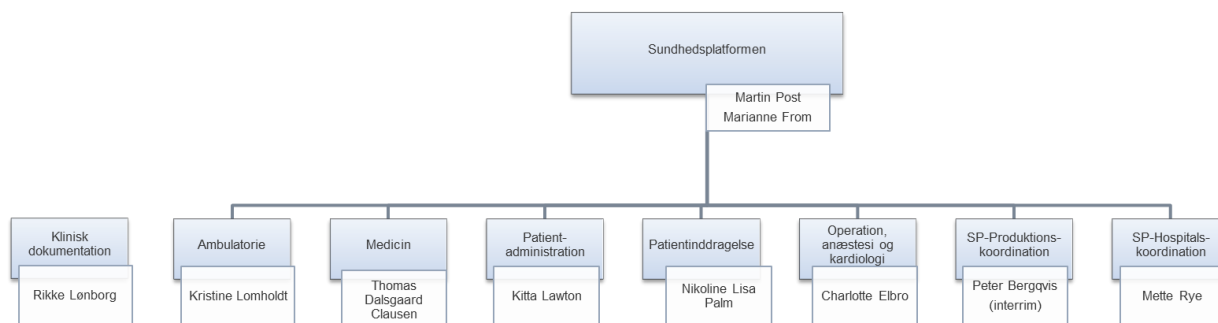 Sundhedsplatformen
Martin Post
Marianne From
Klinisk
dokumentation
Rikke Lønborg
Ambulatorie
Kristine Lomholdt
Medicin
Thomas
Dalsgaard
Clausen
Patient-
administration
Kitta Lawton
Patientinddragelse
Nikoline Lisa
Palm
Operation,
anæstesi og
kardiologi
Charlotte Elbro
SP-Produktions-
koordination
Peter Bergqvis
(interrim)
SP-Hospitals-
koordination
Mette Rye